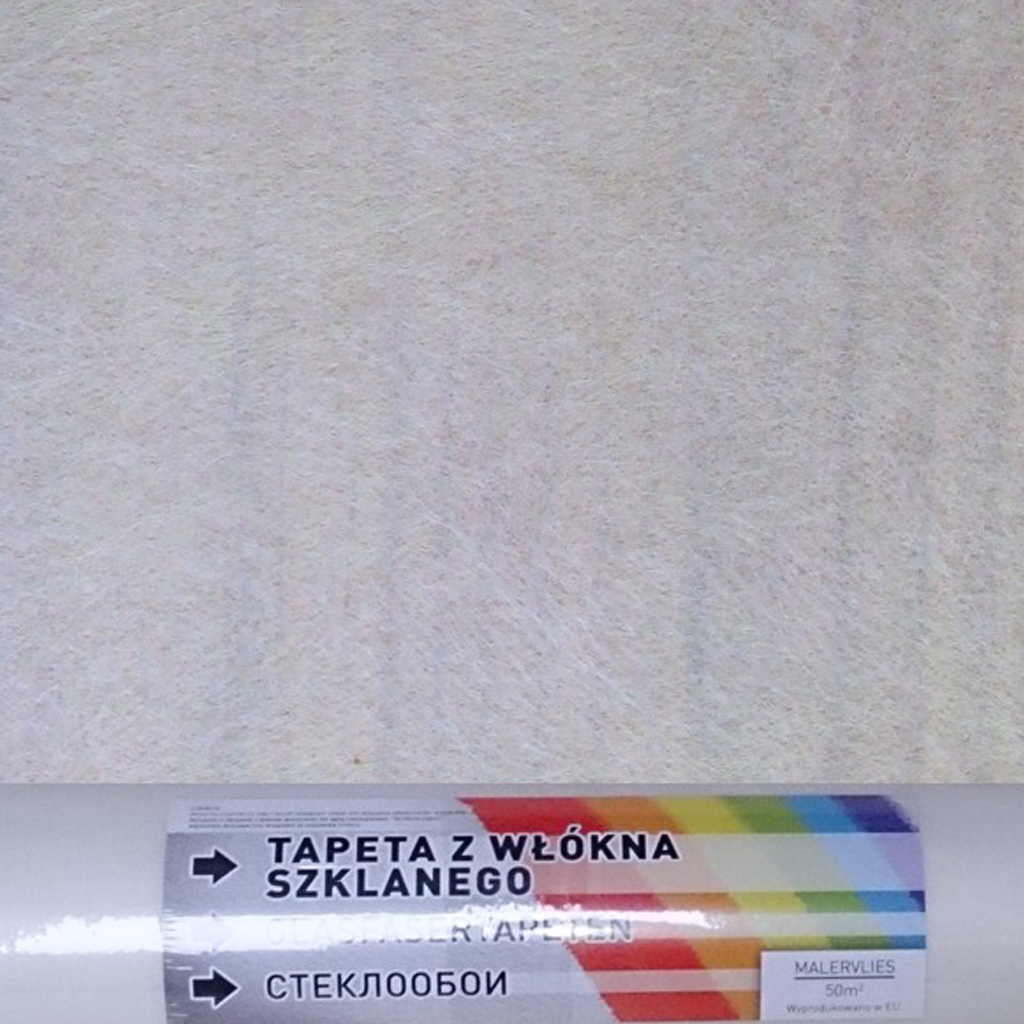 TAPETA Z WŁÓKNA
SZKLANEGO
GLASFASERTAPETEN
СТЕКЛООБОИ
MALERVLIES
50m²
Wyprodukowano w EU